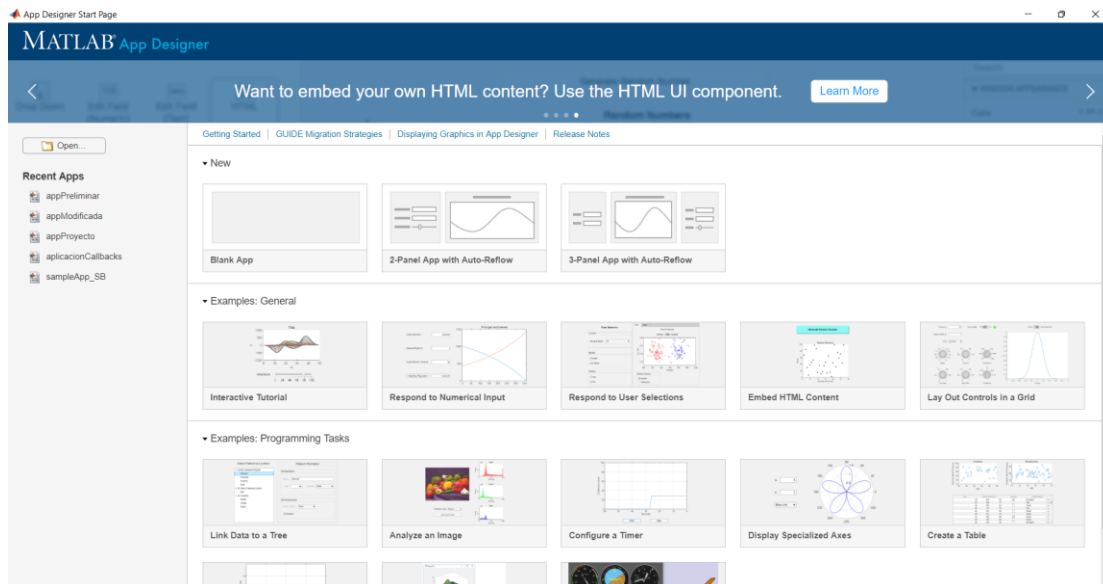 App Designer Start Page
MATLAB® App Designer
Want to embed your own HTML content? Use the HTML UI component.
Learn More
Open...
Recent Apps
appPreliminar
appModificada
appProyecto
aplicacionCallbacks
sampleApp_SB
Getting Started | GUIDE Migration Strategies | Displaying Graphics in App Designer | Release Notes
New
Blank App
2-Panel App with Auto-Reflow
3-Panel App with Auto-Reflow
Examples: General
Interactive Tutorial
Respond to Numerical Input
Respond to User Selections
Embed HTML Content
Lay Out Controls in a Grid
Examples: Programming Tasks
Link Data to a Tree
Analyze an Image
Configure a Timer
Display Specialized Axes
Create a Table